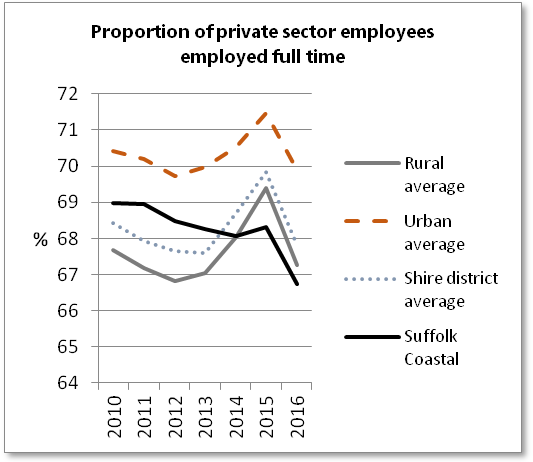 Proportion of private sector employees
employed full time
72
71
70
69
68
67
66
65
64
%
2010
2011
2012
2013
2014
2015
2016
Rural
average
Urban
average
Shire district
average
Suffolk
Coastal